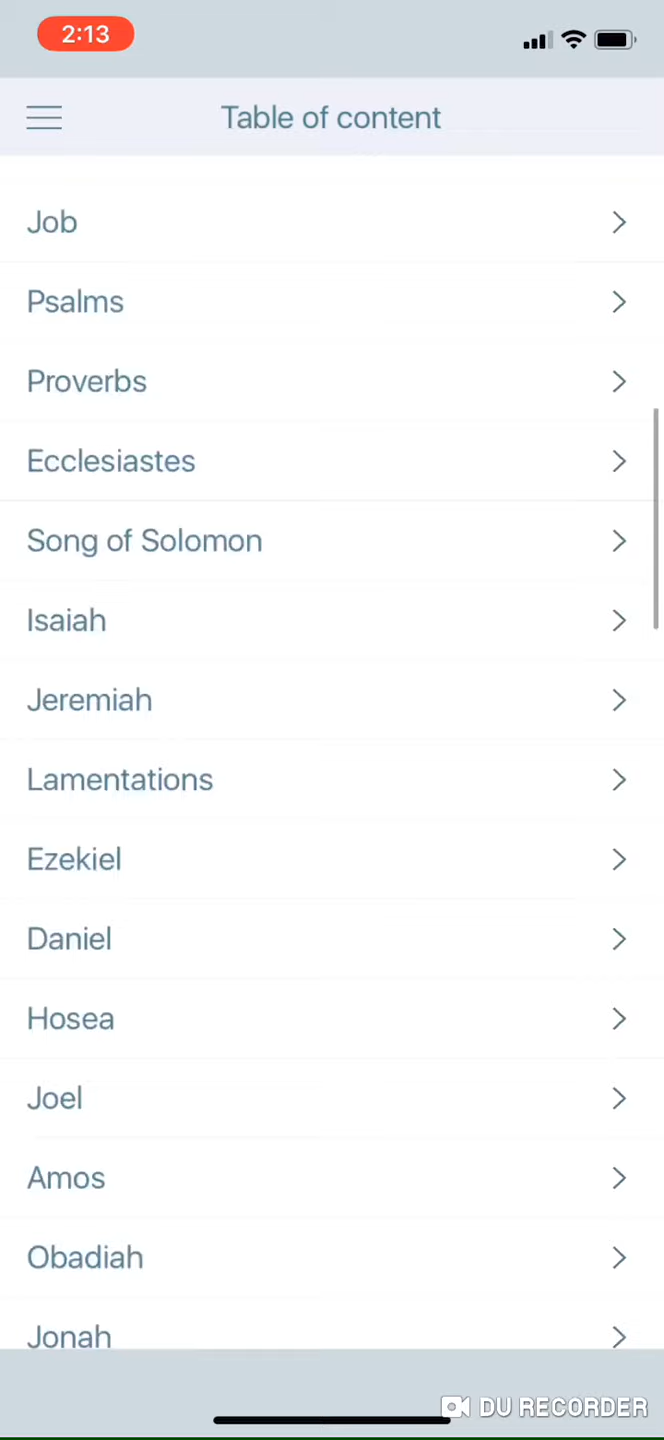 2:13
Table of content
Job
Psalms
Proverbs
Ecclesiastes
Song of Solomon
Isaiah
Jeremiah
Lamentations
Ezekiel
Daniel
Hosea
Joel
Amos
Obadiah
Jonah
DU RECORDER